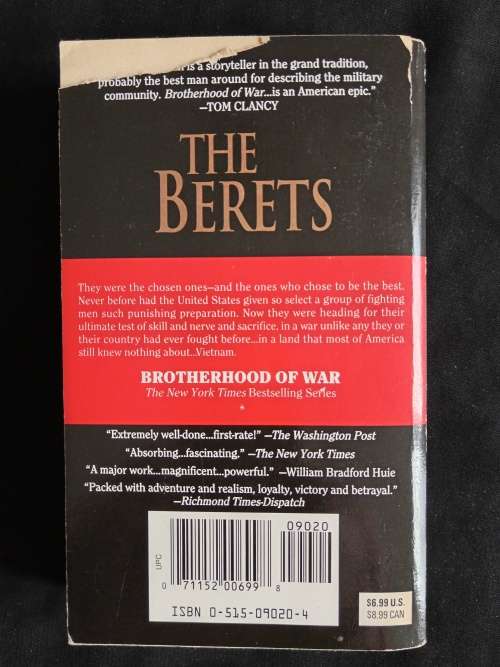 is a storyteller in the grand tradition,
probably the best man around for describing the military
community. Brotherhood of War...is an American epic.”
—TOM CLANCY
THE
BERETS
They were the chosen ones—and the ones who chose to be the best.
Never before had the United States given so select a group of fighting
men such punishing preparation. Now they were heading for their
ultimate test of skill and nerve and sacrifice, in a war unlike any they or
their country had ever fought before...in a land that most of America
still knew nothing about...Vietnam.
BROTHERHOOD OF WAR
The New York Times Bestselling Series
*
“Extremely well-done...first-rate!” —The Washington Post
“Absorbing...fascinating.” —The New York Times
“A major work...magnificent...powerful.” —William Bradford Huie
“Packed with adventure and realism, loyalty, victory and betrayal.”
—Richmond Times-Dispatch
09020
UPC
0 71152 00699 8
ISBN 0-515-09020-4
$6.99 U.S.
$8.99 CAN